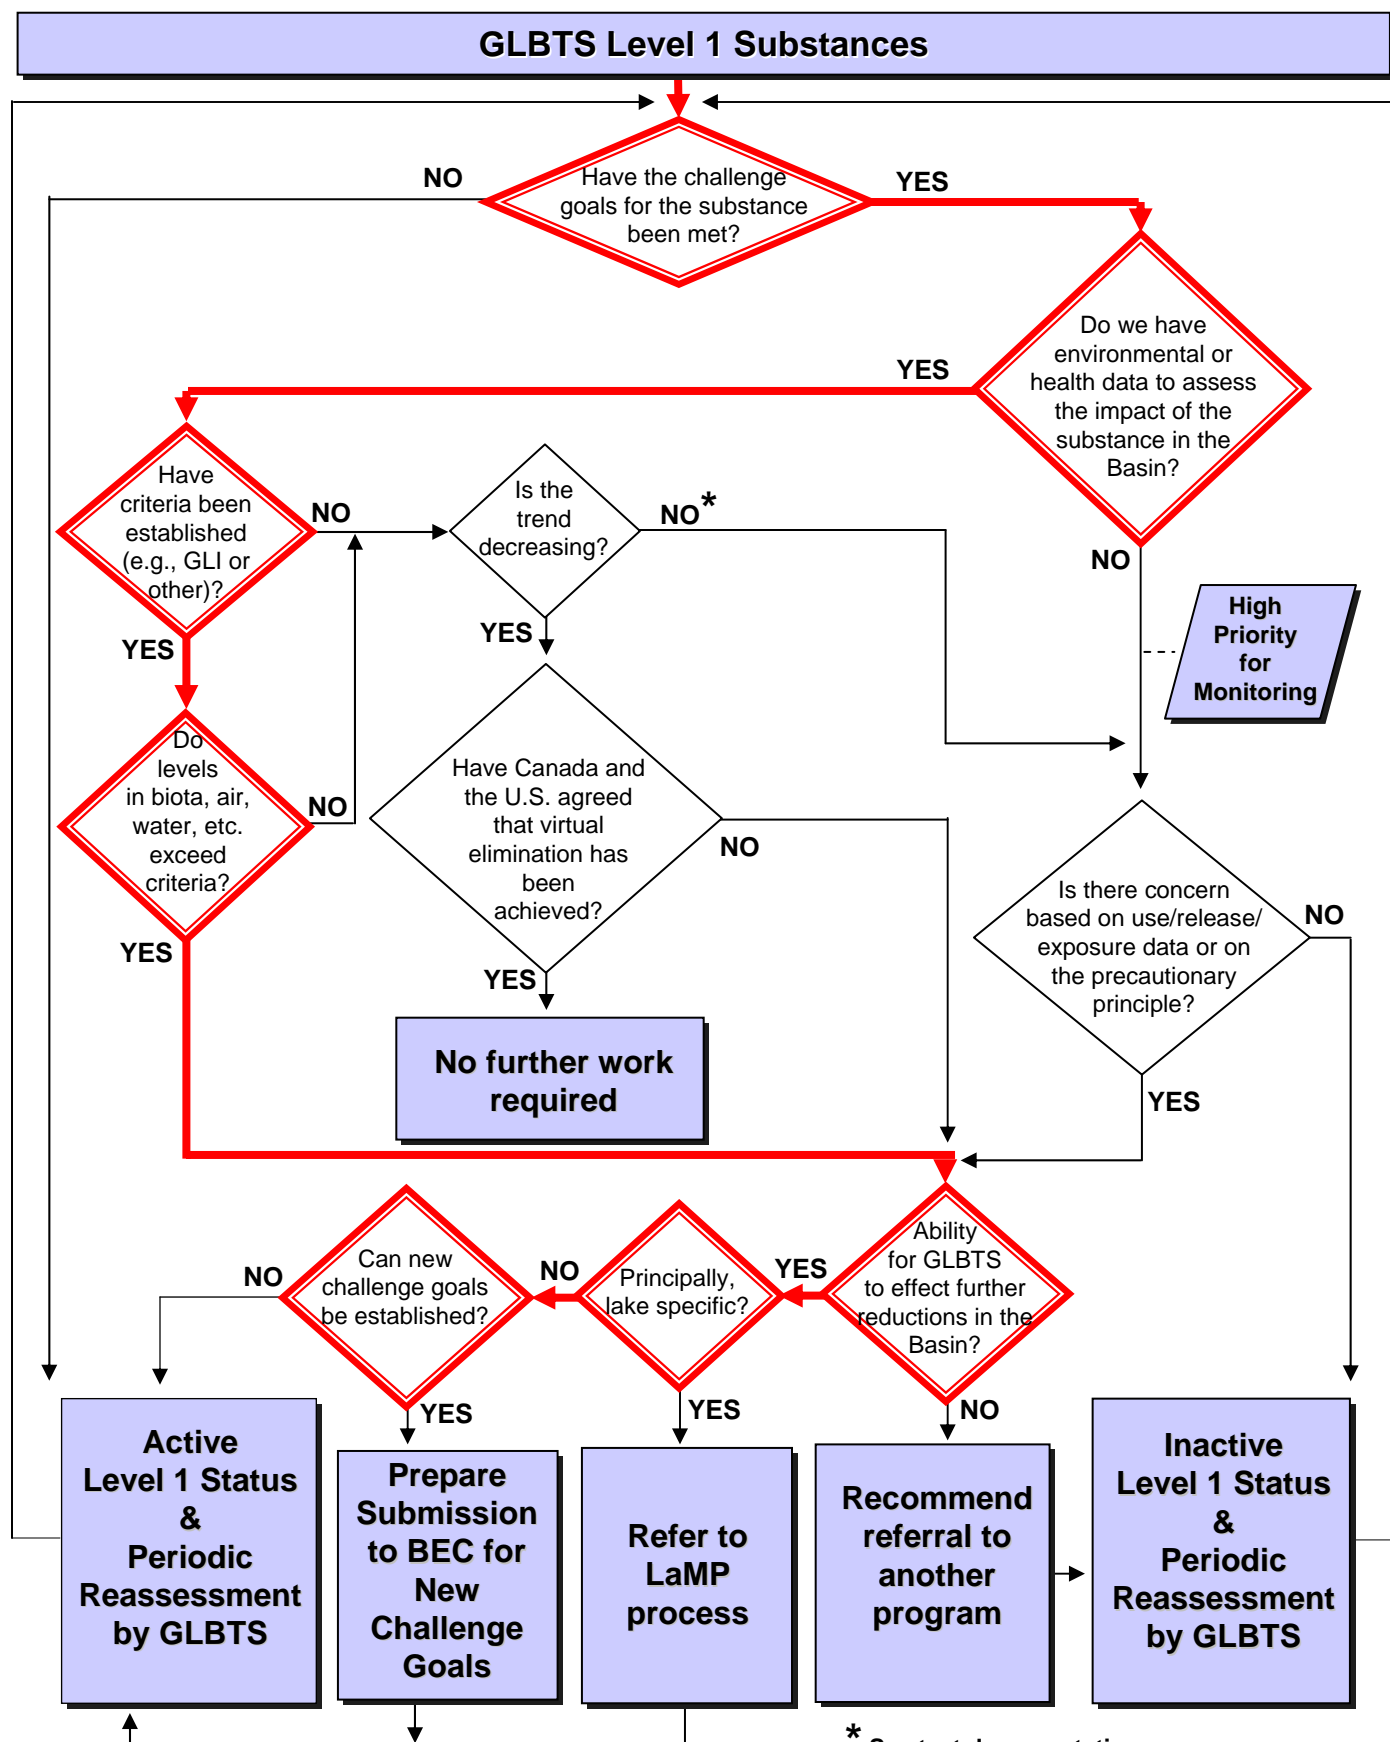 GLBTS Level 1 Substances
NO
YES
Have the challenge
goals for the substance
been met?
Do we have
environmental or
health data to assess
the impact of the
substance in the
Basin?
YES
NO
Have
criteria been
established
(e.g., GLI or
other)?
NO
YES
Is the
trend
decreasing?
NO*
YES
High
Priority
for
Monitoring
Do
levels
in biota, air,
water, etc.
exceed
criteria?
NO
YES
Have Canada and
the U.S. agreed
that virtual
elimination has
been
achieved?
NO
YES
Is there concern
based on use/release/
exposure data or on
the precautionary
principle?
NO
YES
No further work
required
Can new
challenge goals
be established?
NO
YES
Principally,
lake specific?
NO
YES
Ability
for GLBTS
to effect further
reductions in the
Basin?
YES
NO
Active
Level 1 Status
&
Periodic
Reassessment
by GLBTS
Prepare
Submission
to BEC for
New
Challenge
Goals
Refer to
LaMP
process
Recommend
referral to
another
program
Inactive
Level 1 Status
&
Periodic
Reassessment
by GLBTS
*